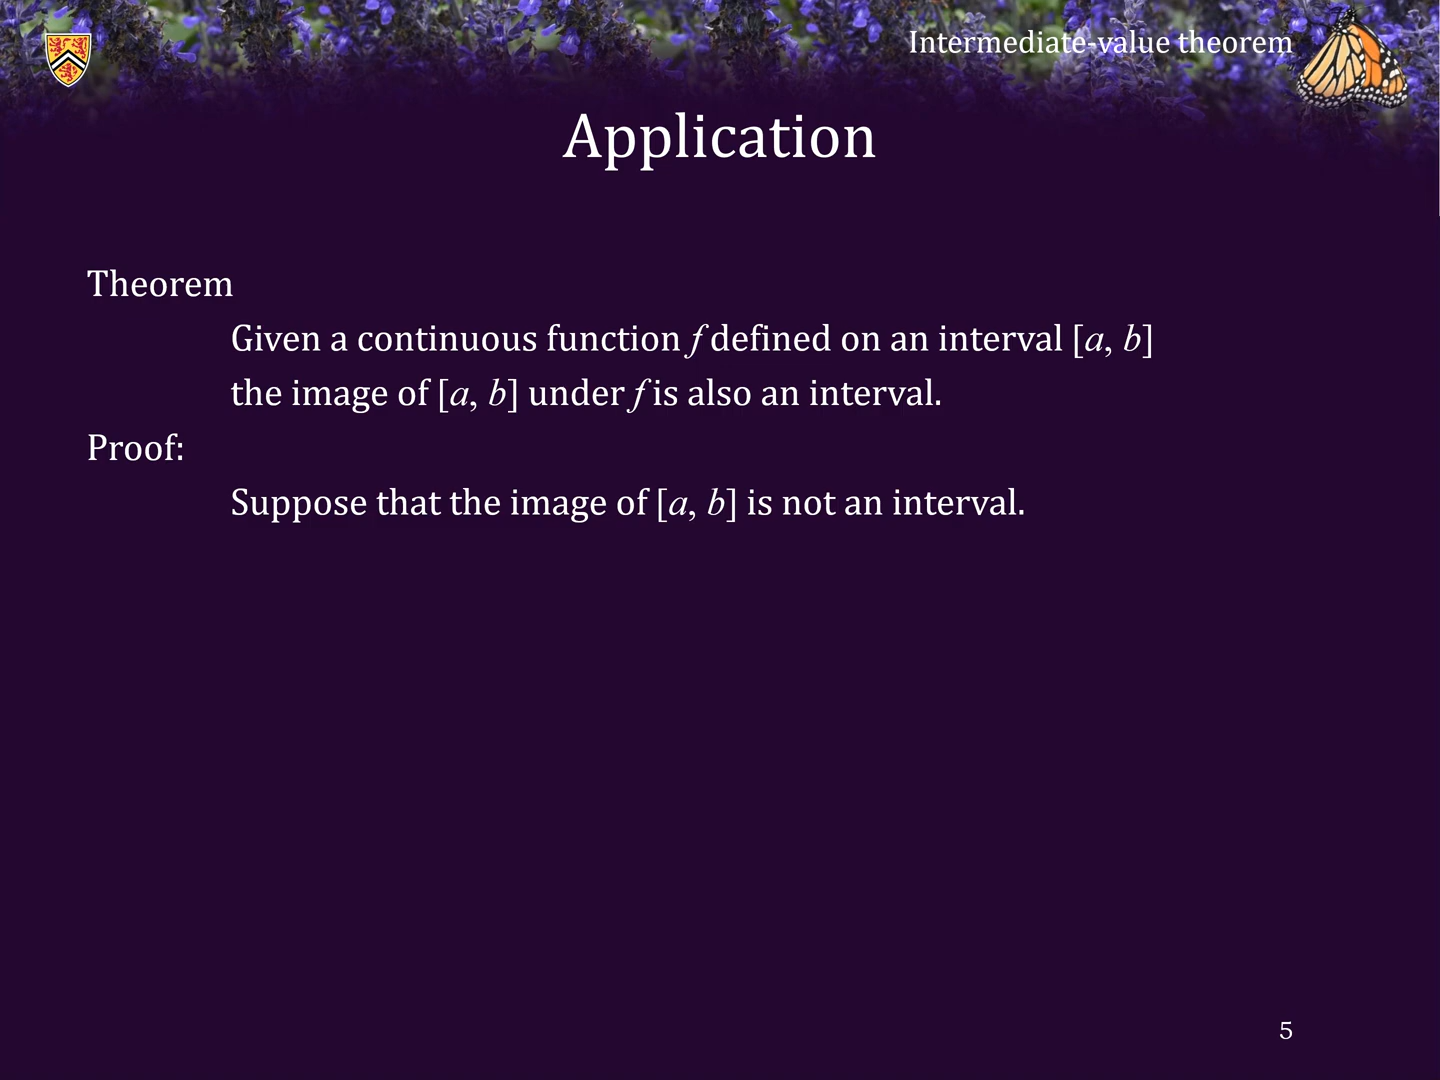 Intermediate-value theorem
Application
Theorem
Given a continuous function f defined on an interval [a, b]
the image of [a, b] under f is also an interval.
Proof:
Suppose that the image of [a, b] is not an interval.
5